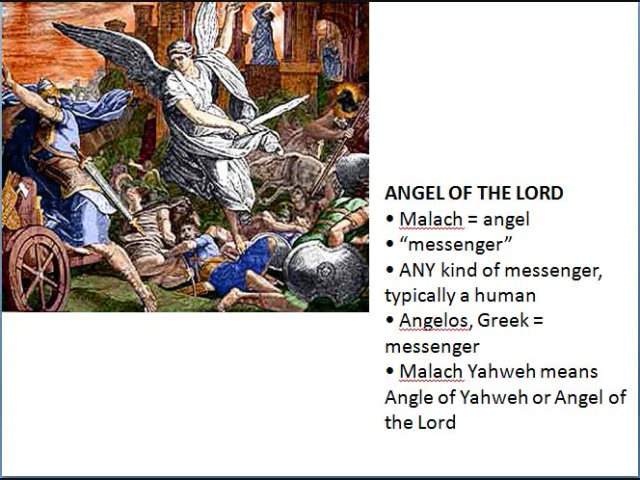 ANGEL OF THE LORD
• Malach = angel
• “messenger”
• ANY kind of messenger,
typically a human
• Angelos, Greek =
messenger
• Malach Yahweh means
Angle of Yahweh or Angel of
the Lord